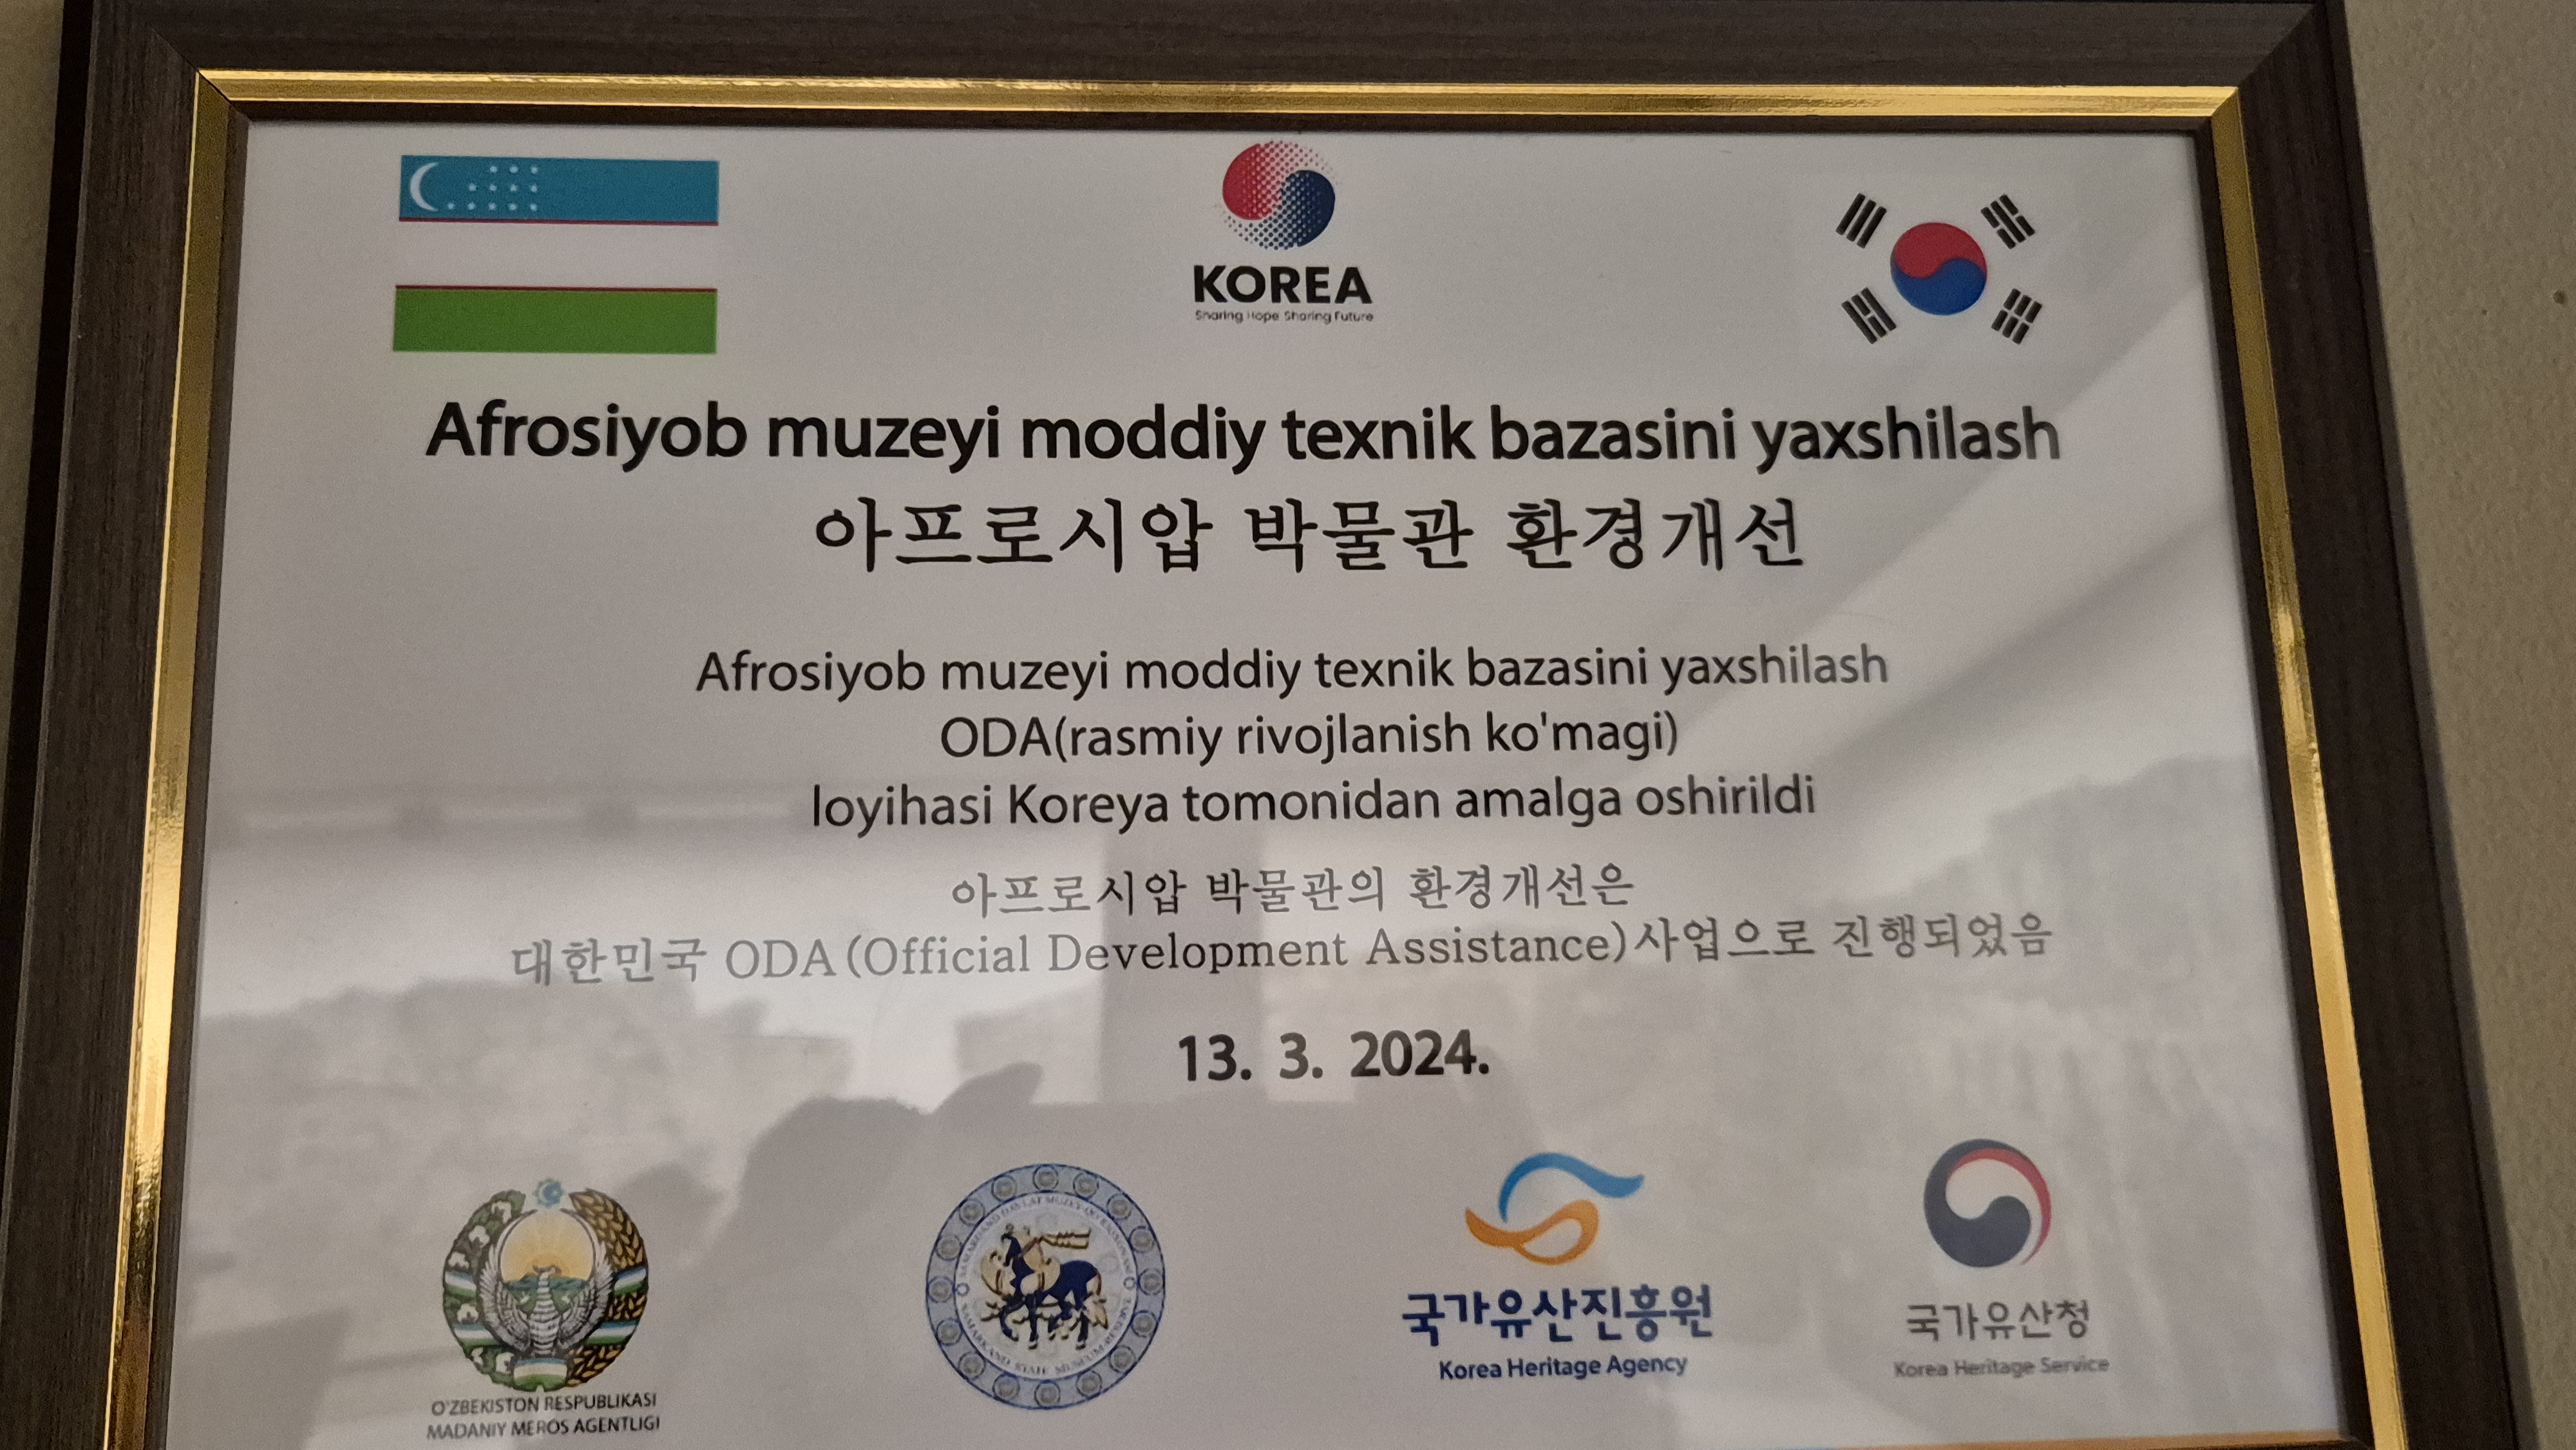 KOREA
Sharing Hope Sharing Future
Afrosiyob muzeyi moddiy texnik bazasini yaxshilash
아프로시압 박물관 환경개선
Afrosiyob muzeyi moddiy texnik bazasini yaxshilash
ODA(rasmiy rivojlanish ko'magi)
loyihasi Koreya tomonidan amalga oshirildi
아프로시압 박물관의 환경개선은
대한민국 ODA(Official Development Assistance)사업으로 진행되었음
13. 3. 2024.
O'ZBEKISTON RESPUBLIKASI
MADANIY MEROS AGENTLIGI
SAMARKAND STATE MUSEUM RESERVE
국가유산진흥원
Korea Heritage Agency
국가유산청
Korea Heritage Service